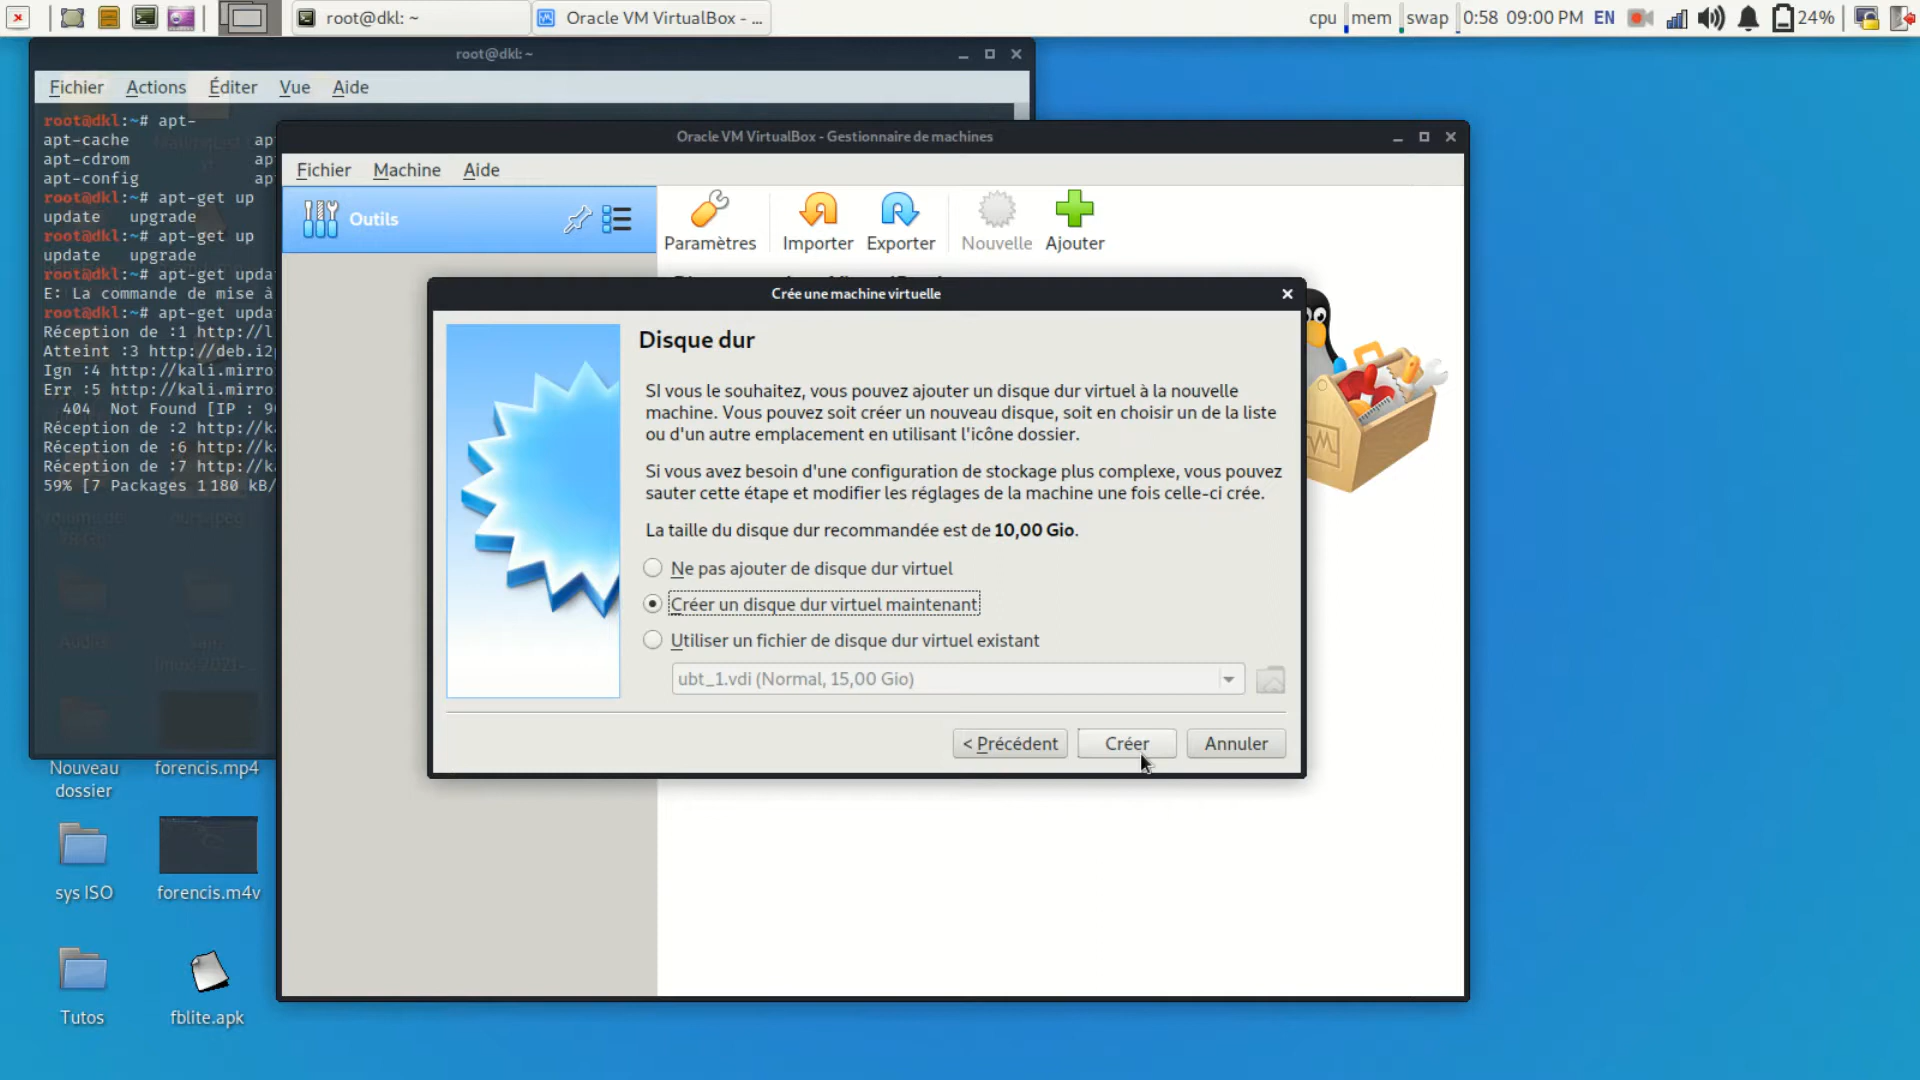 root@dkl: ~
Oracle VM VirtualBox - ...
cpu
mem
swap
0:58 09:00 PM EN
24%
root@dkl: ~
Fichier Actions Éditer Vue Aide
root@dkl:~# apt-
apt-cache ap
apt-cdrom ap
apt-config ap
root@dkl:~# apt-get up
update upgrade
root@dkl:~# apt-get up
update upgrade
root@dkl:~# apt-get upda
E: La commande de mise à
root@dkl:~# apt-get upda
Réception de :1 http://l
Atteint :3 http://deb.i2p
Ign :4 http://kali.mirro
Err :5 http://kali.mirro
404 Not Found [IP : 9
Réception de :2 http://k
Réception de :6 http://k
Réception de :7 http://k
59% [7 Packages 1 180 kB/
Oracle VM VirtualBox - Gestionnaire de machines
Fichier Machine Aide
Outils
Paramètres
Importer
Exporter
Nouvelle
Ajouter
Crée une machine virtuelle
Disque dur
SI vous le souhaitez, vous pouvez ajouter un disque dur virtuel à la nouvelle
machine. Vous pouvez soit créer un nouveau disque, soit en choisir un de la liste
ou d'un autre emplacement en utilisant l'icône dossier.
Si vous avez besoin d'une configuration de stockage plus complexe, vous pouvez
sauter cette étape et modifier les réglages de la machine une fois celle-ci crée.
La taille du disque dur recommandée est de 10,00 Gio.
Ne pas ajouter de disque dur virtuel
Créer un disque dur virtuel maintenant
Utiliser un fichier de disque dur virtuel existant
ubt_1.vdi (Normal, 15,00 Gio)
< Précédent
Créer
Annuler
Nouveau
dossier
forencis.mp4
sys ISO
forencis.m4v
Tutos
fblite.apk